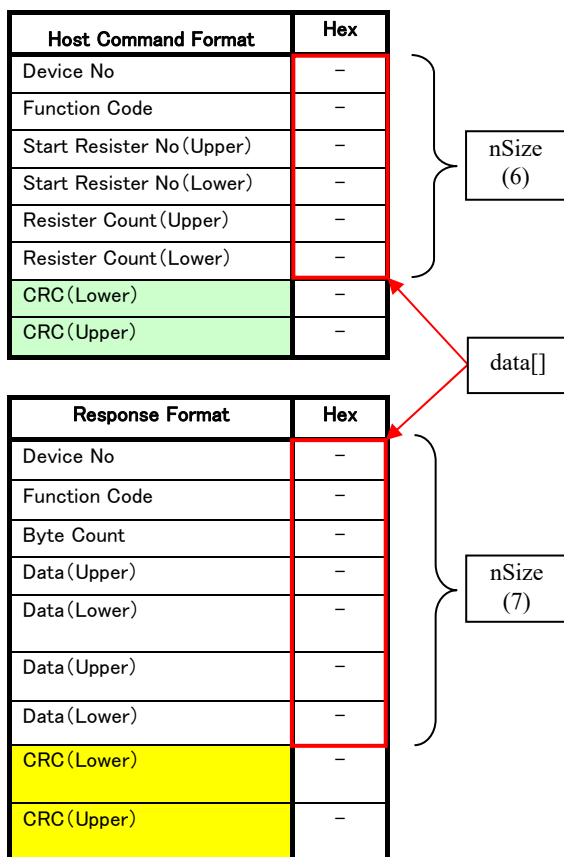 Host Command Format Hex
Device No -
Function Code -
Start Resister No(Upper) -
Start Resister No(Lower) -
Resister Count(Upper) -
Resister Count(Lower) -
CRC(Lower) -
CRC(Upper) -
nSize
(6)
data[]
Response Format Hex
Device No -
Function Code -
Byte Count -
Data(Upper) -
Data(Lower) -
Data(Upper) -
Data(Lower) -
CRC(Lower) -
CRC(Upper) -
nSize
(7)